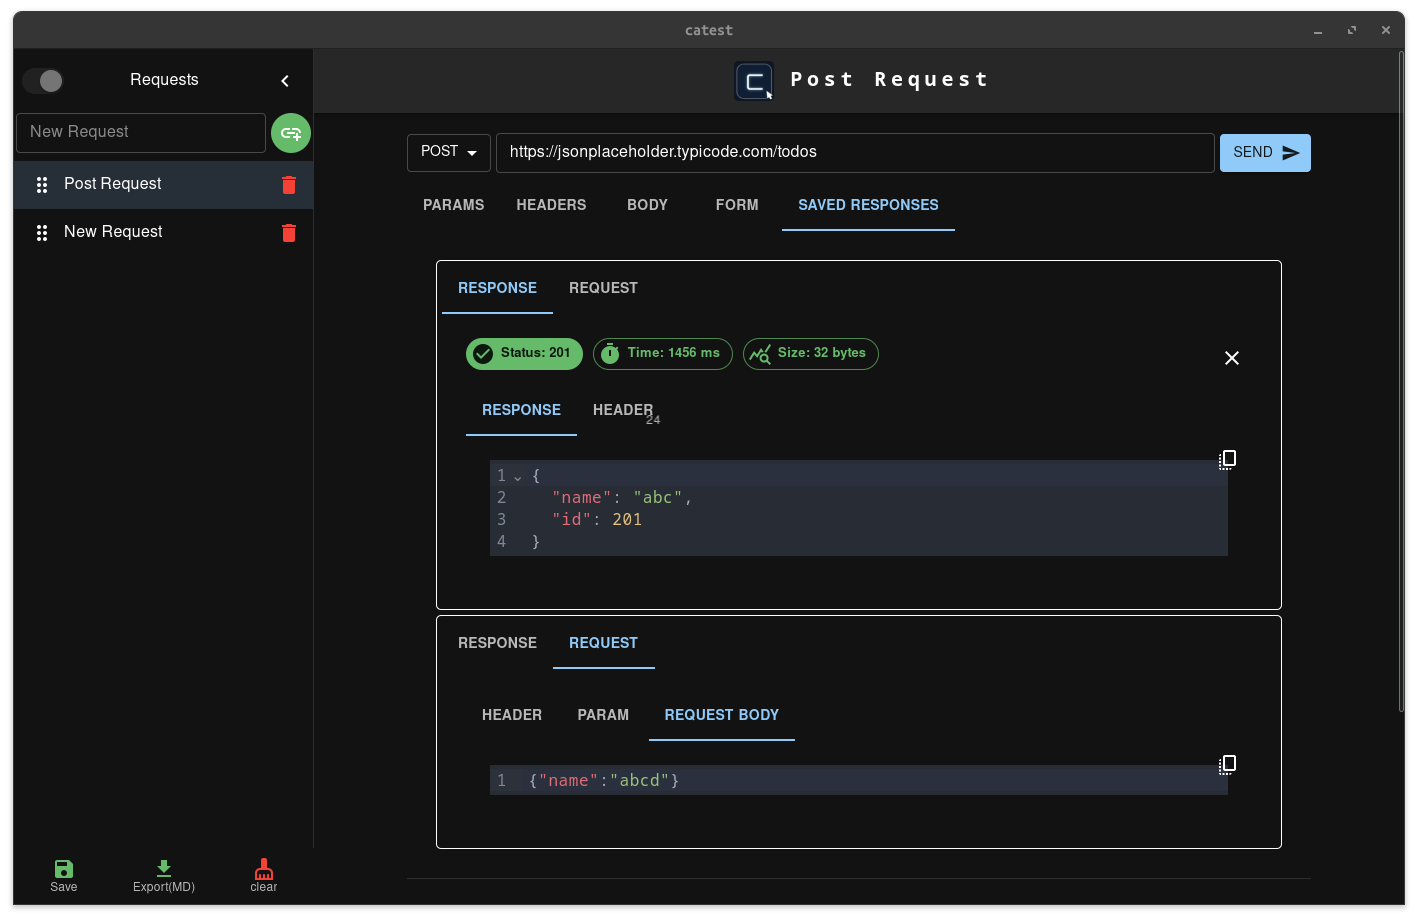 catest
Requests
Post Request
New Request
POST
https://jsonplaceholder.typicode.com/todos
SEND
Post Request
New Request
PARAMS HEADERS BODY FORM SAVED RESPONSES
RESPONSE REQUEST
Status: 201 Time: 1456 ms Size: 32 bytes
RESPONSE HEADER 24
1 {
2 "name": "abc",
3 "id": 201
4 }
RESPONSE REQUEST
HEADER PARAM REQUEST BODY
1 {"name":"abcd"}
Save Export(MD) clear